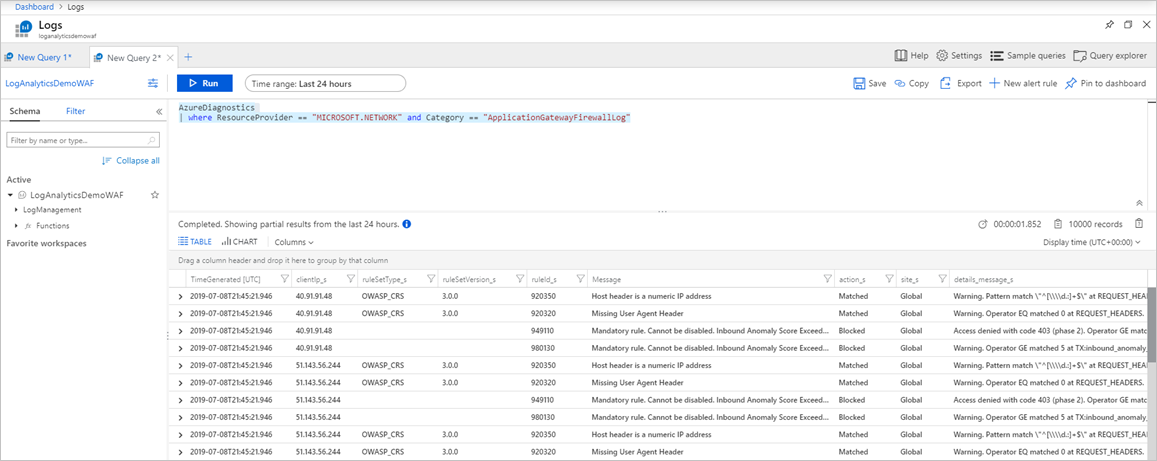 Dashboard > Logs
Logs
loganalyticsdemowaf
New Query 1*
New Query 2*
Help
Settings
Sample queries
Query explorer
LogAnalyticsDemoWAF
Run
Time range: Last 24 hours
Save
Copy
Export
New alert rule
Pin to dashboard
Schema
Filter
Filter by name or type...
Collapse all
Active
LogAnalyticsDemoWAF
LogManagement
fx Functions
Favorite workspaces
AzureDiagnostics
| where ResourceProvider == "MICROSOFT.NETWORK" and Category == "ApplicationGatewayFirewallLog"
Completed. Showing partial results from the last 24 hours.
00:00:01.852
10000 records
TABLE
CHART
Columns
Display time (UTC+00:00)
Drag a column header and drop it here to group by that column
TimeGenerated [UTC] clientIp_s ruleSetType_s ruleSetVersion_s ruleId_s Message action_s site_s details_message_s
2019-07-08T21:45:21.946 40.91.91.48 OWASP_CRS 3.0.0 920350 Host header is a numeric IP address Matched Global Warning. Pattern match \"^[\\\\d.:]+$\" at REQUEST_HEA
2019-07-08T21:45:21.946 40.91.91.48 OWASP_CRS 3.0.0 920320 Missing User Agent Header Matched Global Warning. Operator EQ matched 0 at REQUEST_HEADERS.
2019-07-08T21:45:21.946 40.91.91.48 949110 Mandatory rule. Cannot be disabled. Inbound Anomaly Score Exceed... Blocked Global Access denied with code 403 (phase 2). Operator GE matc
2019-07-08T21:45:21.946 40.91.91.48 980130 Mandatory rule. Cannot be disabled. Inbound Anomaly Score Exceed... Blocked Global Warning. Operator GE matched 5 at TX:inbound_anomaly_
2019-07-08T21:45:21.946 51.143.56.244 OWASP_CRS 3.0.0 920350 Host header is a numeric IP address Matched Global Warning. Pattern match \"^[\\\\d.:]+$\" at REQUEST_HEA
2019-07-08T21:45:21.946 51.143.56.244 OWASP_CRS 3.0.0 920320 Missing User Agent Header Matched Global Warning. Operator EQ matched 0 at REQUEST_HEADERS.
2019-07-08T21:45:21.946 51.143.56.244 949110 Mandatory rule. Cannot be disabled. Inbound Anomaly Score Exceed... Blocked Global Access denied with code 403 (phase 2). Operator GE matc
2019-07-08T21:45:21.946 51.143.56.244 980130 Mandatory rule. Cannot be disabled. Inbound Anomaly Score Exceed... Blocked Global Warning. Operator GE matched 5 at TX:inbound_anomaly_
2019-07-08T21:45:21.946 51.143.56.244 OWASP_CRS 3.0.0 920350 Host header is a numeric IP address Matched Global Warning. Pattern match \"^[\\\\d.:]+$\" at REQUEST_HEA
2019-07-08T21:45:21.946 51.143.56.244 OWASP_CRS 3.0.0 920320 Missing User Agent Header Matched Global Warning. Operator EQ matched 0 at REQUEST_HEADERS.